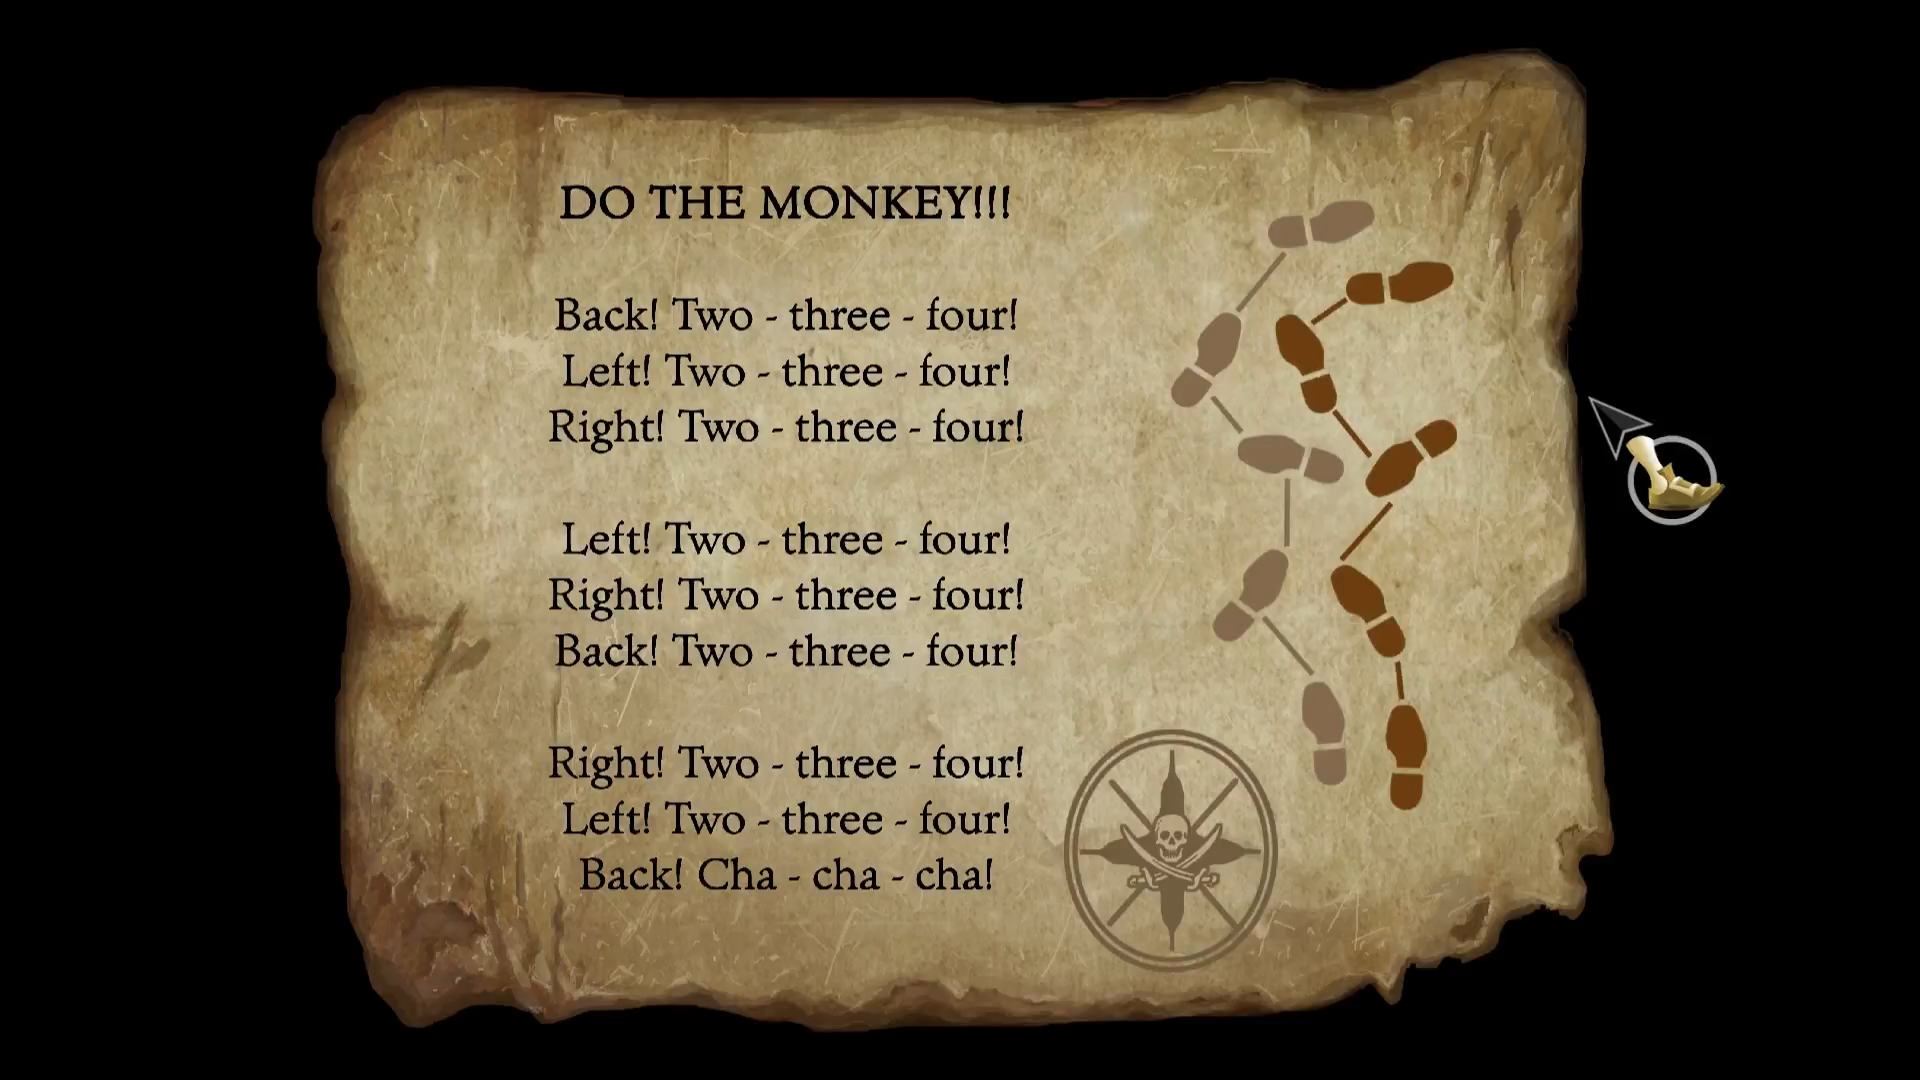 DO THE MONKEY!!!
Back! Two - three - four!
Left! Two - three - four!
Right! Two - three - four!
Left! Two - three - four!
Right! Two - three - four!
Back! Two - three - four!
Right! Two - three - four!
Left! Two - three - four!
Back! Cha - cha - cha!